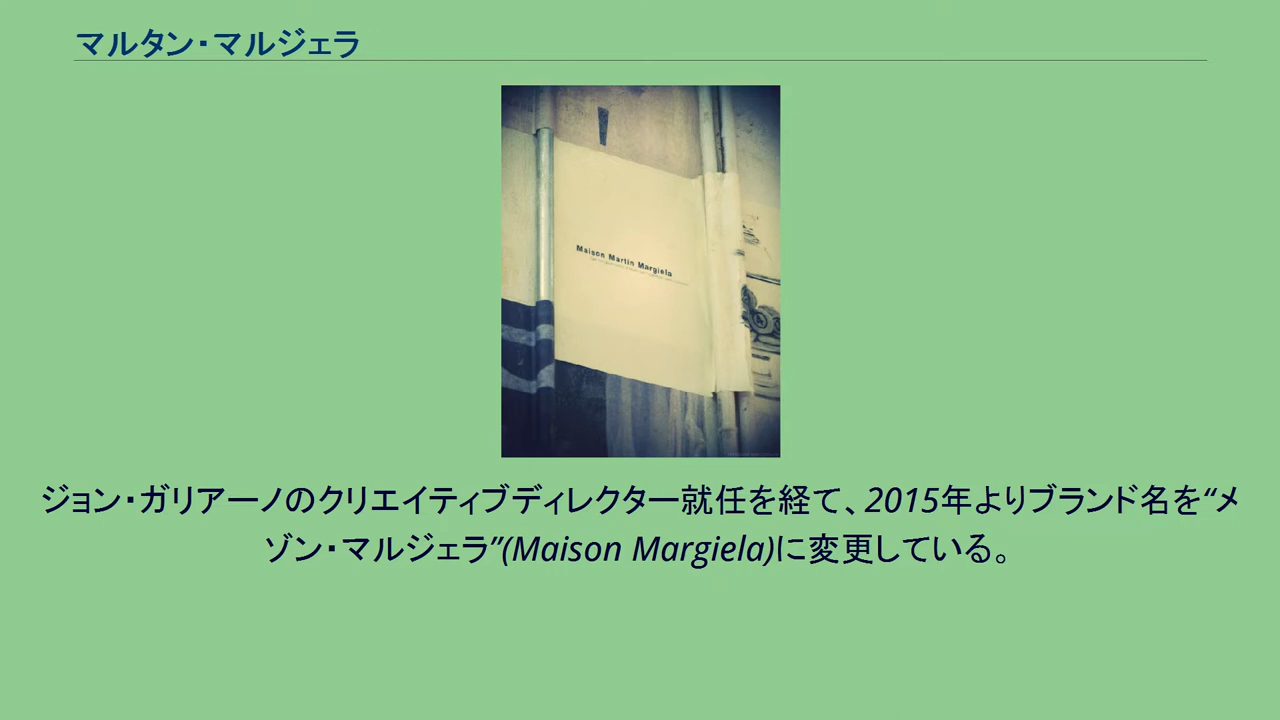 マルタン・マルジェラ
Maison Martin Margiela
ジョン・ガリアーノのクリエイティブディレクター就任を経て、2015年よりブランド名を“メ
ゾン・マルジェラ”(Maison Margiela)に変更している。